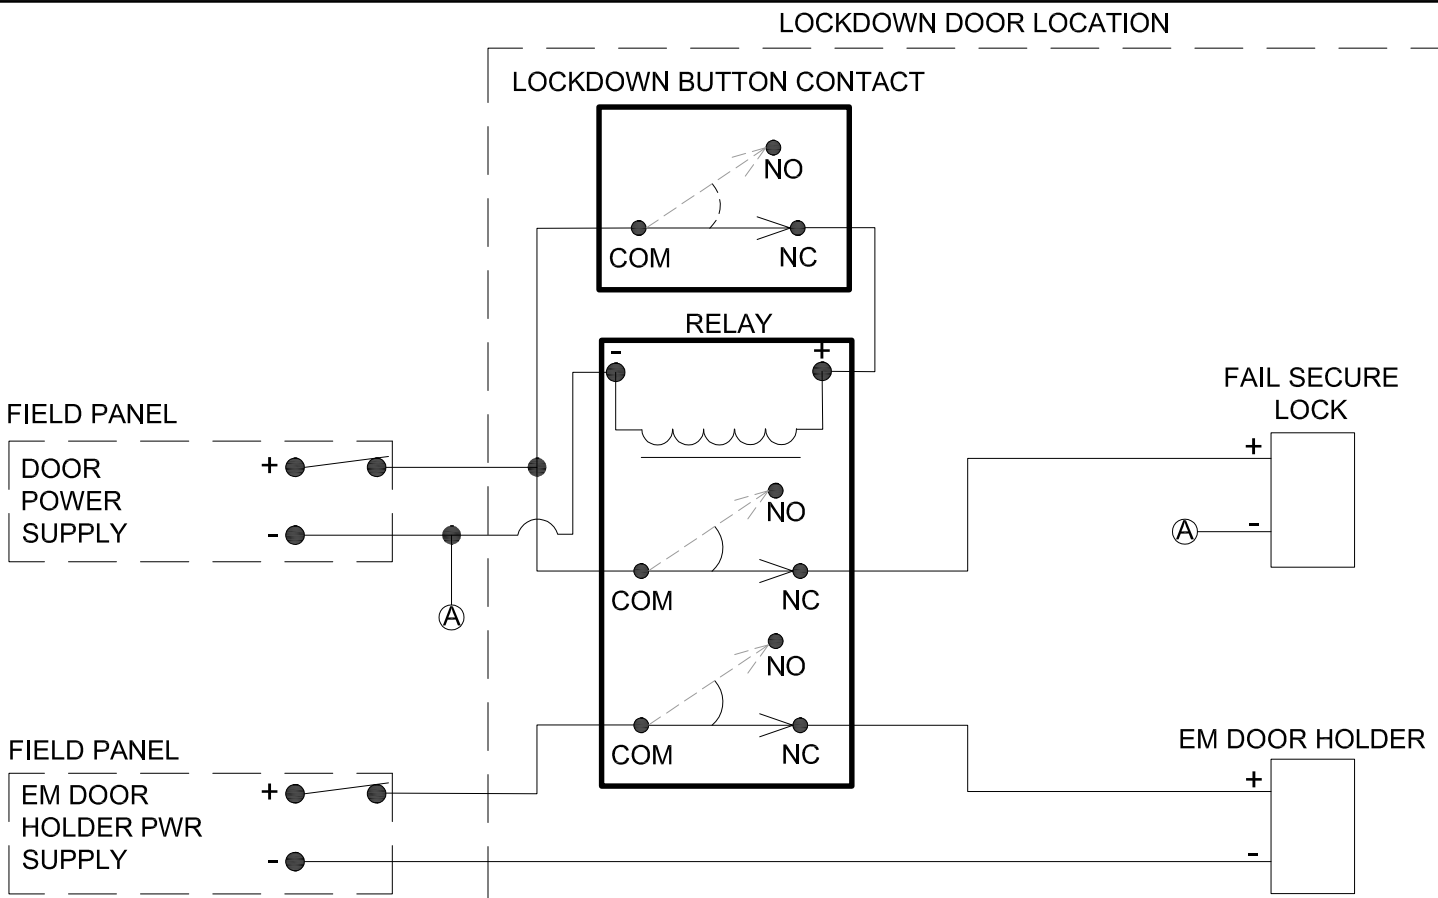 LOCKDOWN DOOR LOCATION
LOCKDOWN BUTTON CONTACT
NO
COM
NC
RELAY
- +
FAIL SECURE
LOCK
FIELD PANEL
DOOR
POWER
SUPPLY
+
-
NO
COM
NC
+
-
A
A
NO
COM
NC
FIELD PANEL
EM DOOR
HOLDER PWR
SUPPLY
+
-
EM DOOR HOLDER
+
-